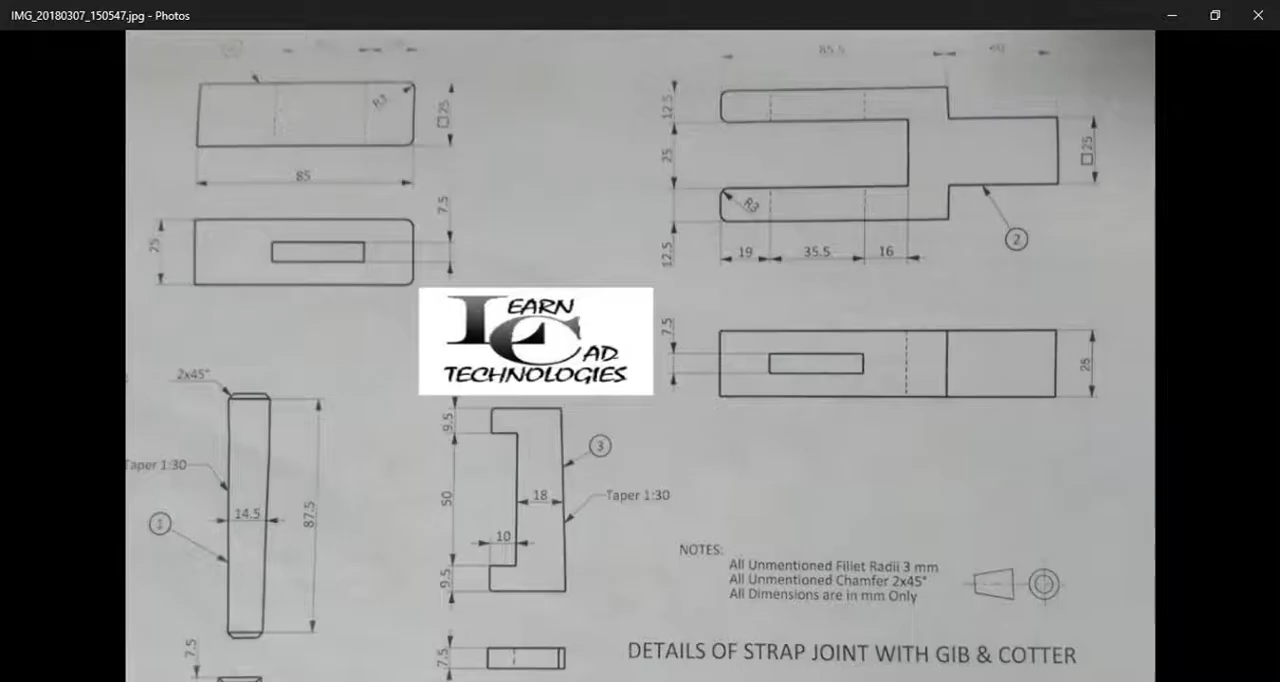 IMG_20180307_150547.jpg - Photos
85.5
R3
□25
85
12.5
25
□25
R3
12.5
2
19
35.5
16
7.5
25
LEARN
CAD
TECHNOLOGIES
7.5
25
2x45°
Taper 1:30
14.5
87.5
1
7.5
9.5
3
50
18
Taper 1:30
10
9.5
7.5
NOTES:
All Unmentioned Fillet Radii 3 mm
All Unmentioned Chamfer 2x45°
All Dimensions are in mm Only
DETAILS OF STRAP JOINT WITH GIB & COTTER